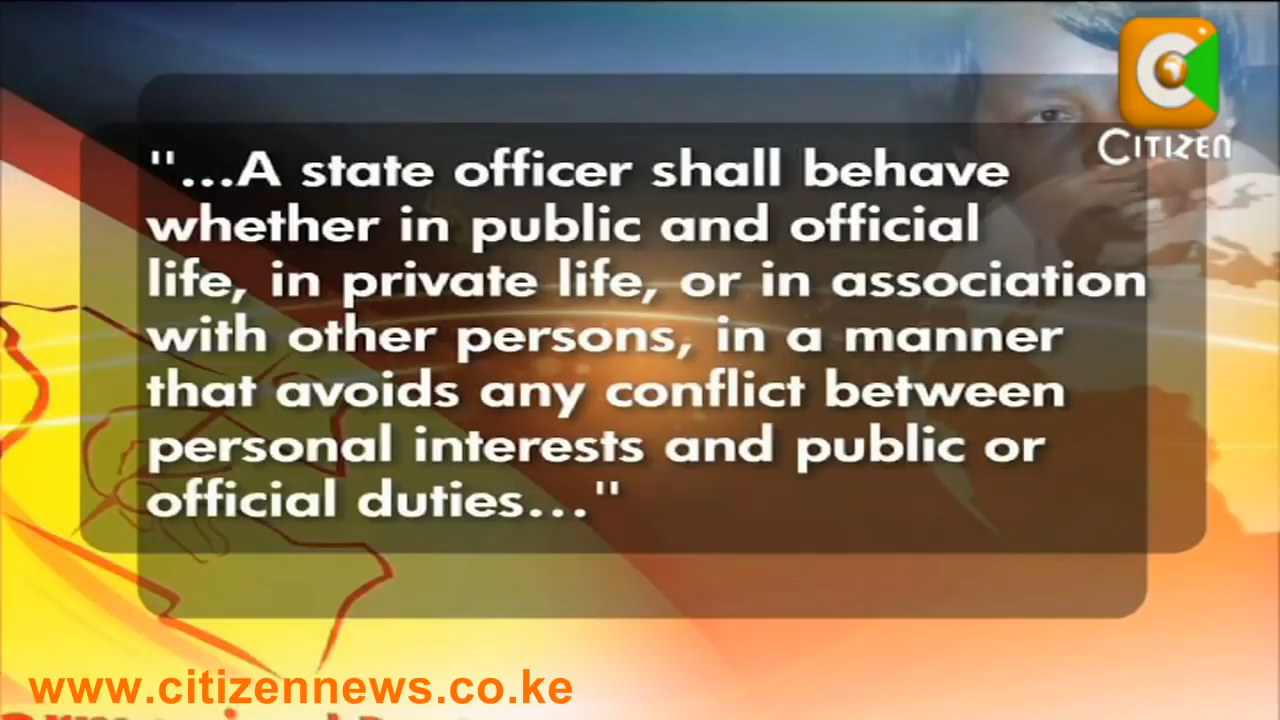 CITIZEN
"...A state officer shall behave
whether in public and official
life, in private life, or in association
with other persons, in a manner
that avoids any conflict between
personal interests and public or
official duties..."
www.citizennews.co.ke